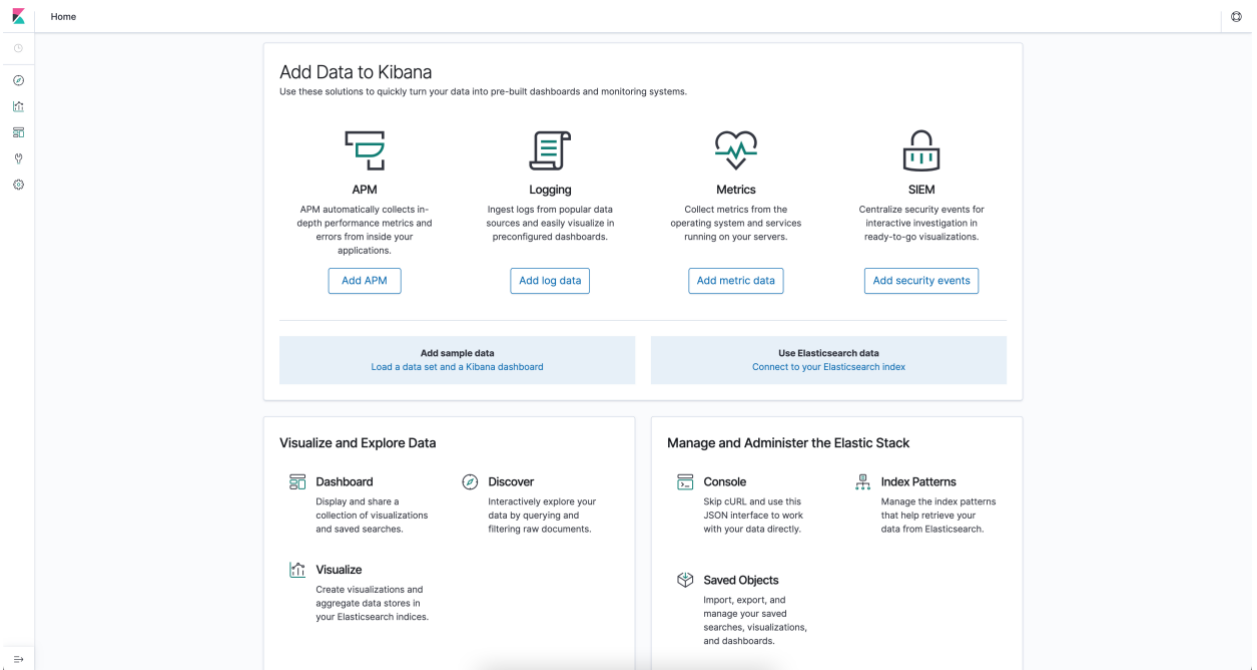 Home
Add Data to Kibana
Use these solutions to quickly turn your data into pre-built dashboards and monitoring systems.
APM
APM automatically collects in-
depth performance metrics and
errors from inside your
applications.
Add APM
Logging
Ingest logs from popular data
sources and easily visualize in
preconfigured dashboards.
Add log data
Metrics
Collect metrics from the
operating system and services
running on your servers.
Add metric data
SIEM
Centralize security events for
interactive investigation in
ready-to-go visualizations.
Add security events
Add sample data
Load a data set and a Kibana dashboard
Use Elasticsearch data
Connect to your Elasticsearch index
Visualize and Explore Data
Dashboard
Display and share a
collection of visualizations
and saved searches.
Discover
Interactively explore your
data by querying and
filtering raw documents.
Visualize
Create visualizations and
aggregate data stores in
your Elasticsearch indices.
Manage and Administer the Elastic Stack
Console
Skip cURL and use this
JSON interface to work
with your data directly.
Index Patterns
Manage the index patterns
that help retrieve your
data from Elasticsearch.
Saved Objects
Import, export, and
manage your saved
searches, visualizations,
and dashboards.